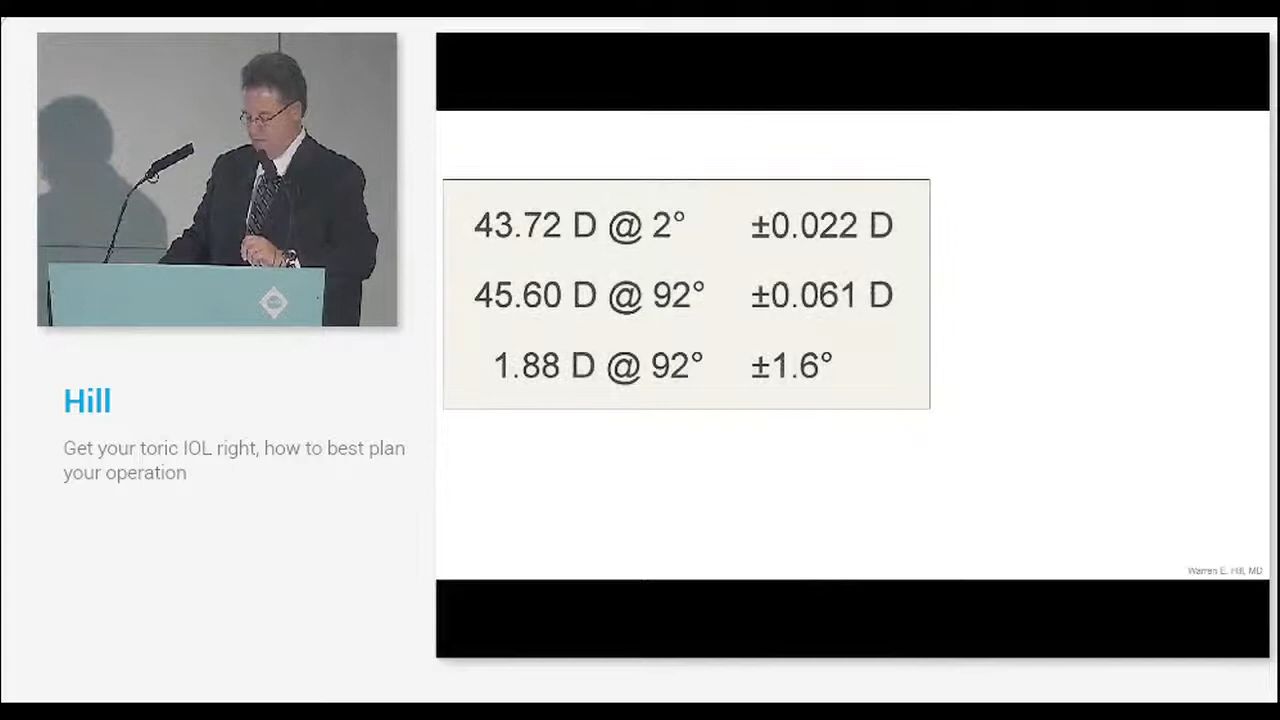 Hill
Get your toric IOL right, how to best plan
your operation
43.72 D @ 2° ±0.022 D
45.60 D @ 92° ±0.061 D
1.88 D @ 92° ±1.6°
Warren E. Hill, MD